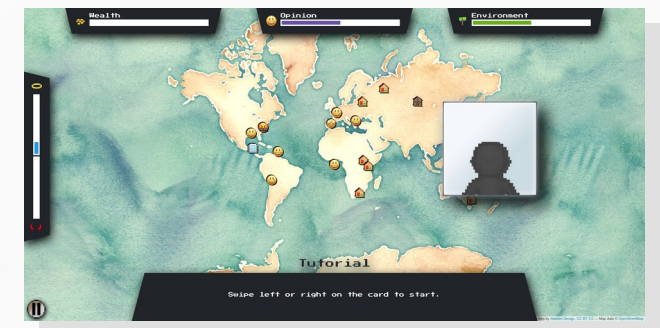 Wealth
Opinion
Environment
Tutorial
Swipe left or right on the card to start.